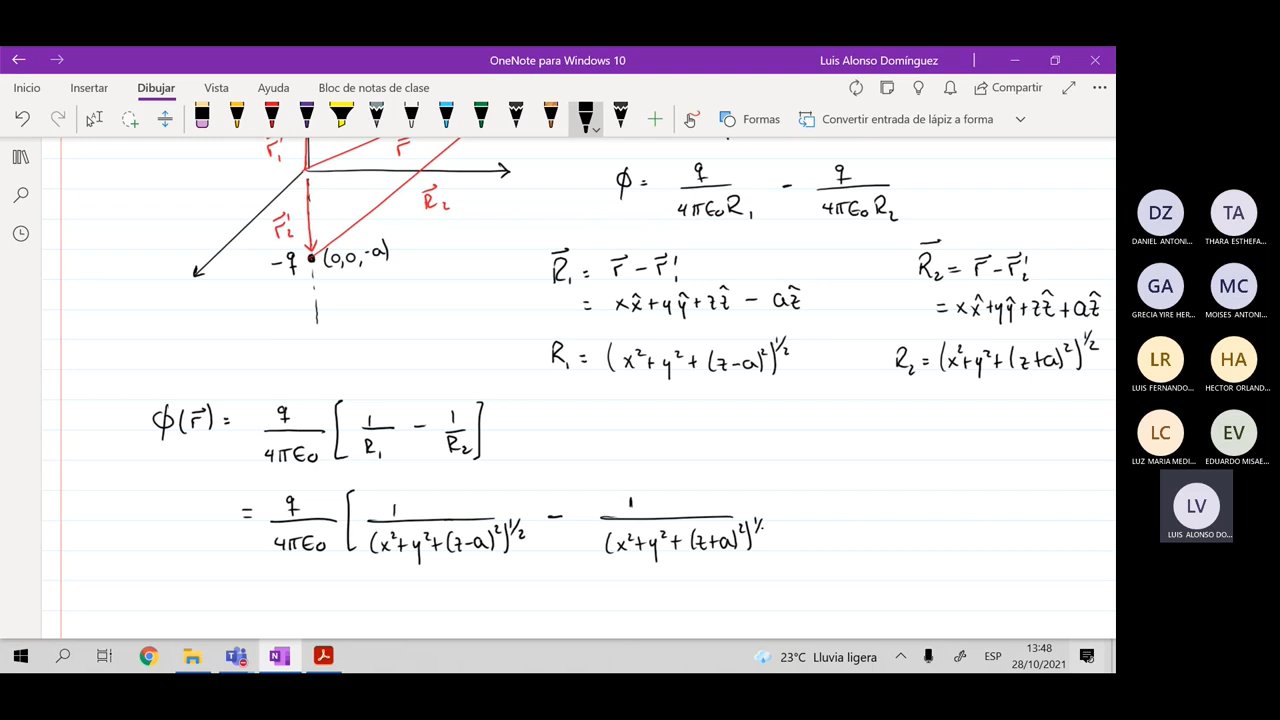 OneNote para Windows 10
Luis Alonso Domínguez
Inicio Insertar Dibujar Vista Ayuda Bloc de notas de clase
Compartir
Formas
Convertir entrada de lápiz a forma
r⃗₁'
r⃗
R⃗₂
r⃗₂'
-q (0,0,-a)
ϕ = q/(4πϵ₀R₁) - q/(4πϵ₀R₂)
R⃗₁ = r⃗ - r⃗₁'
= xx̂+yŷ+zẑ - aẑ
R₁ = (x²+y²+(z-a)²)^1/2
R⃗₂ = r⃗ - r⃗₂'
= xx̂+yŷ+zẑ+aẑ
R₂ = (x²+y²+(z+a)²)^1/2
ϕ(r⃗) = q/(4πϵ₀) [1/R₁ - 1/R₂]
= q/(4πϵ₀) [1/(x²+y²+(z-a)²)^1/2 - 1/(x²+y²+(z+a)²)^1/
DZ
DANIEL ANTONI...
TA
THARA ESTHEFA...
GA
GRECIA YIRE HER...
MC
MOISES ANTONI...
LR
LUIS FERNANDO...
HA
HECTOR ORLAND...
LC
LUZ MARIA MEDI...
EV
EDUARDO MISAE...
LV
LUIS ALONSO DO...
23°C Lluvia ligera
ESP
13:48
28/10/2021